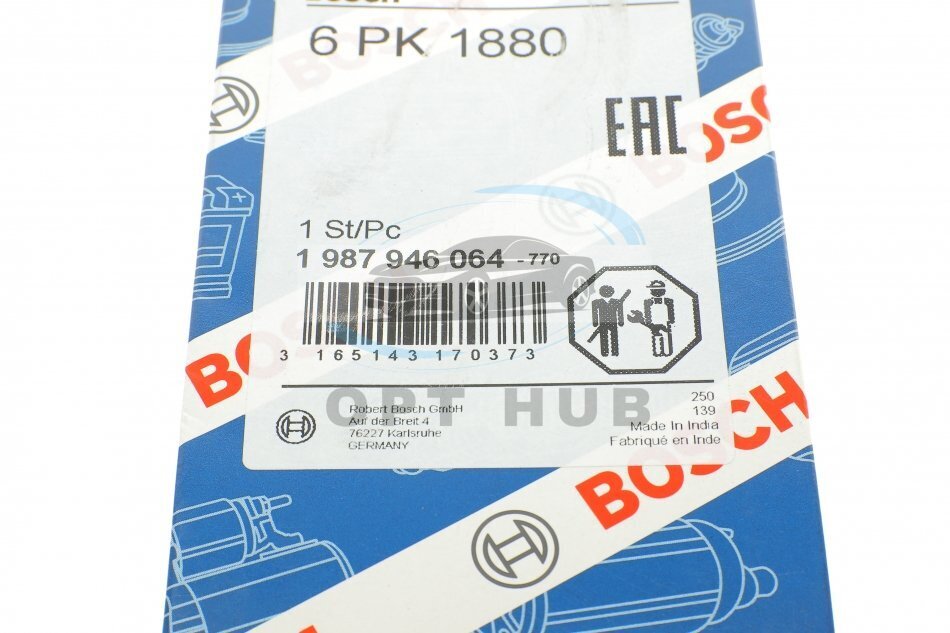 BOSCH
6 PK 1880
EAC
BOSCH
1 St/Pc
1 987 946 064 -770
3 165143 170373
BOSCH
OPT HUB
Robert Bosch GmbH
Auf der Breit 4
76227 Karlsruhe
GERMANY
250
139
Made In India
Fabriqué en Inde
BOSCH